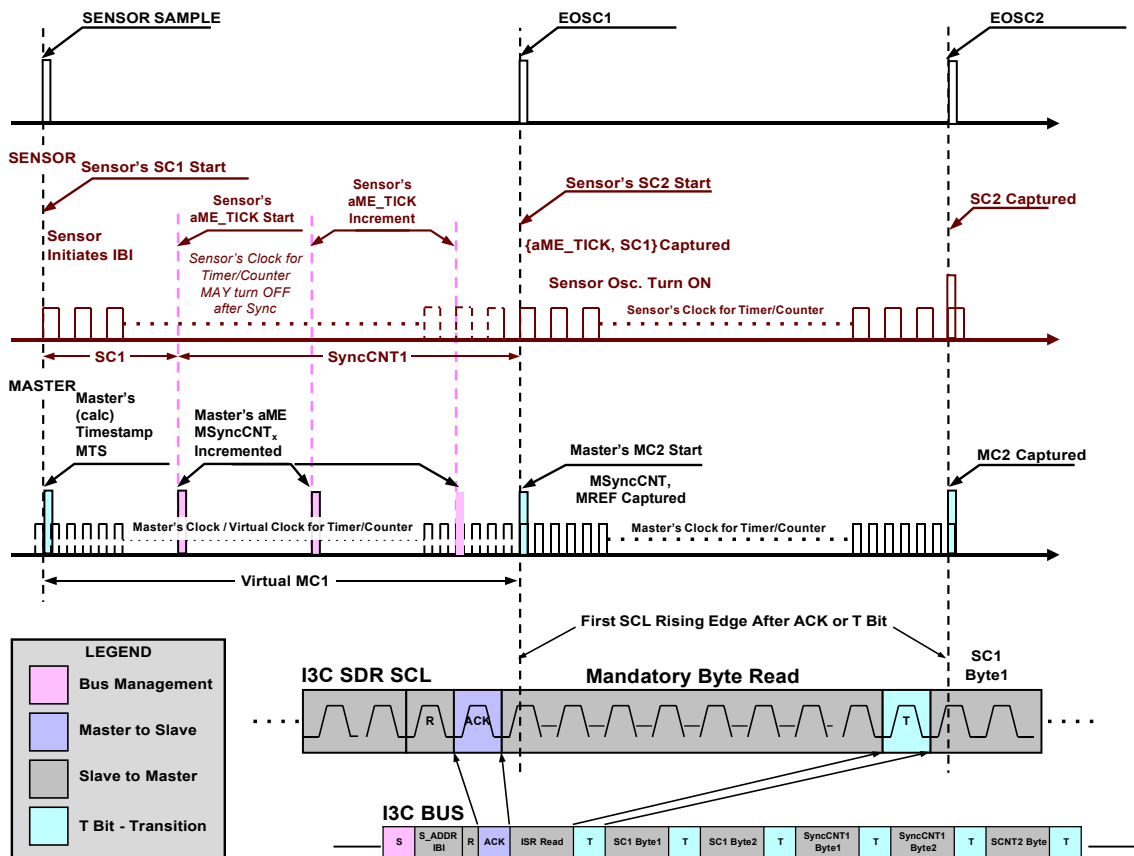 SENSOR SAMPLE
EOSC1
EOSC2
SENSOR
Sensor's SC1 Start
Sensor's
aME_TICK Start
Sensor's
aME_TICK
Increment
Sensor's SC2 Start
SC2 Captured
Sensor
Initiates IBI
Sensor's Clock for
Timer/Counter
MAY turn OFF
after Sync
{aME_TICK, SC1} Captured
Sensor Osc. Turn ON
Sensor's Clock for Timer/Counter
SC1
SyncCNT1
MASTER
Master's
(calc)
Timestamp
MTS
Master's aME
MSyncCNTx
Incremented
Master's MC2 Start
MSyncCNT,
MREF Captured
MC2 Captured
Master's Clock / Virtual Clock for Timer/Counter
Master's Clock for Timer/Counter
Virtual MC1
First SCL Rising Edge After ACK or T Bit
LEGEND
Bus Management
Master to Slave
Slave to Master
T Bit - Transition
I3C SDR SCL
Mandatory Byte Read
SC1
Byte1
R
ACK
T
I3C BUS
S
S_ADDR
IBI
R
ACK
ISR Read
T
SC1 Byte1
T
SC1 Byte2
T
SyncCNT1
Byte1
T
SyncCNT1
Byte2
T
SCNT2 Byte
T